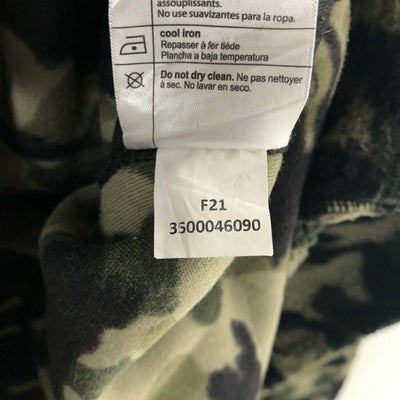 assouplissants.
No use suavizantes para la ropa.
cool iron
Repasser à fer tiède
Plancha a baja temperatura
Do not dry clean. Ne pas nettoyer
à sec. No lavar en seco.
F21
3500046090